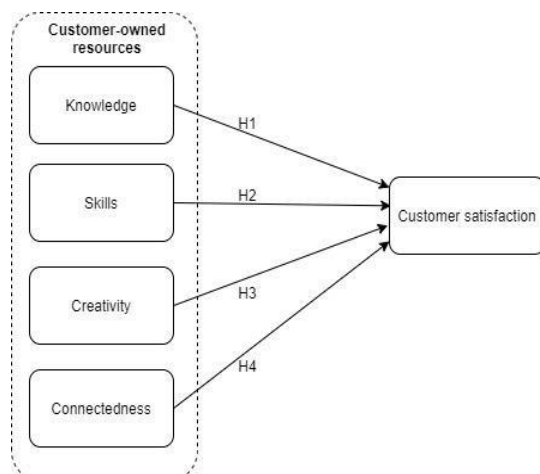 Customer-owned
resources
Knowledge
H1
Skills
H2
Customer satisfaction
Creativity
H3
H4
Connectedness